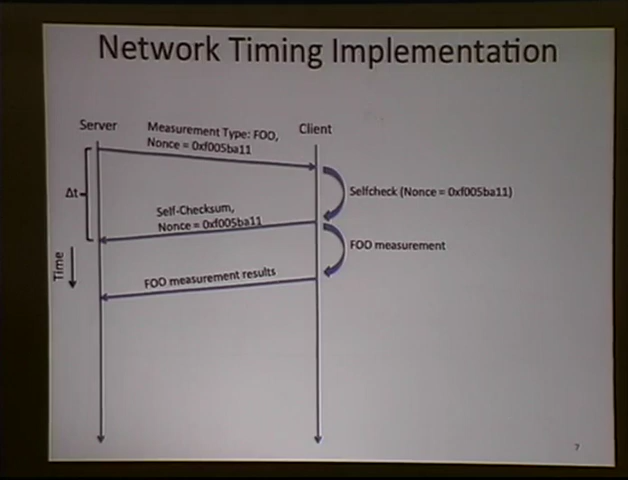 Network Timing Implementation
Server
Measurement Type: FOO,
Nonce = 0xf005ba11
Client
Δt
Selfcheck (Nonce = 0xf005ba11)
Self-Checksum,
Nonce = 0xf005ba11
FOO measurement
Time
FOO measurement results
7